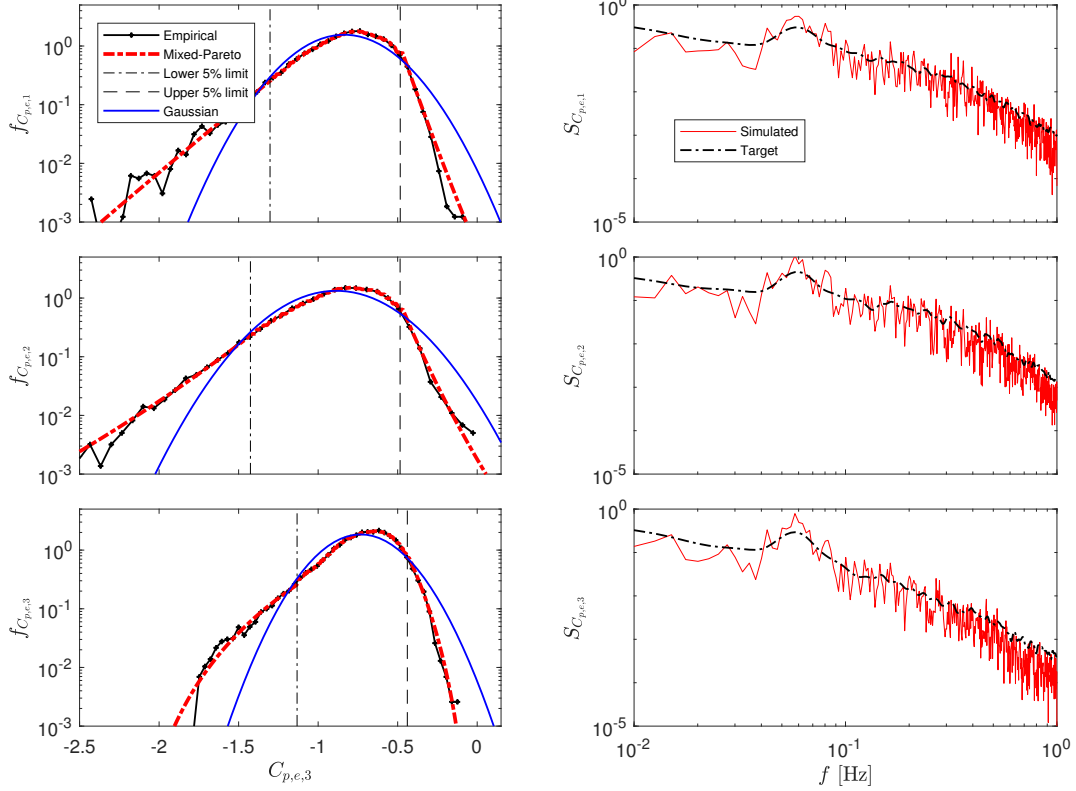 10^0
10^-1
10^-2
10^-3
f_{C_{p,e,1}}
Empirical
Mixed-Pareto
Lower 5% limit
Upper 5% limit
Gaussian
10^0
10^-5
S_{C_{p,e,1}}
Simulated
Target
10^0
10^-1
10^-2
10^-3
f_{C_{p,e,2}}
10^0
10^-5
S_{C_{p,e,2}}
10^0
10^-1
10^-2
10^-3
f_{C_{p,e,3}}
-2.5 -2 -1.5 -1 -0.5 0
C_{p,e,3}
10^0
10^-5
S_{C_{p,e,3}}
10^-2 10^-1 10^0
f [Hz]